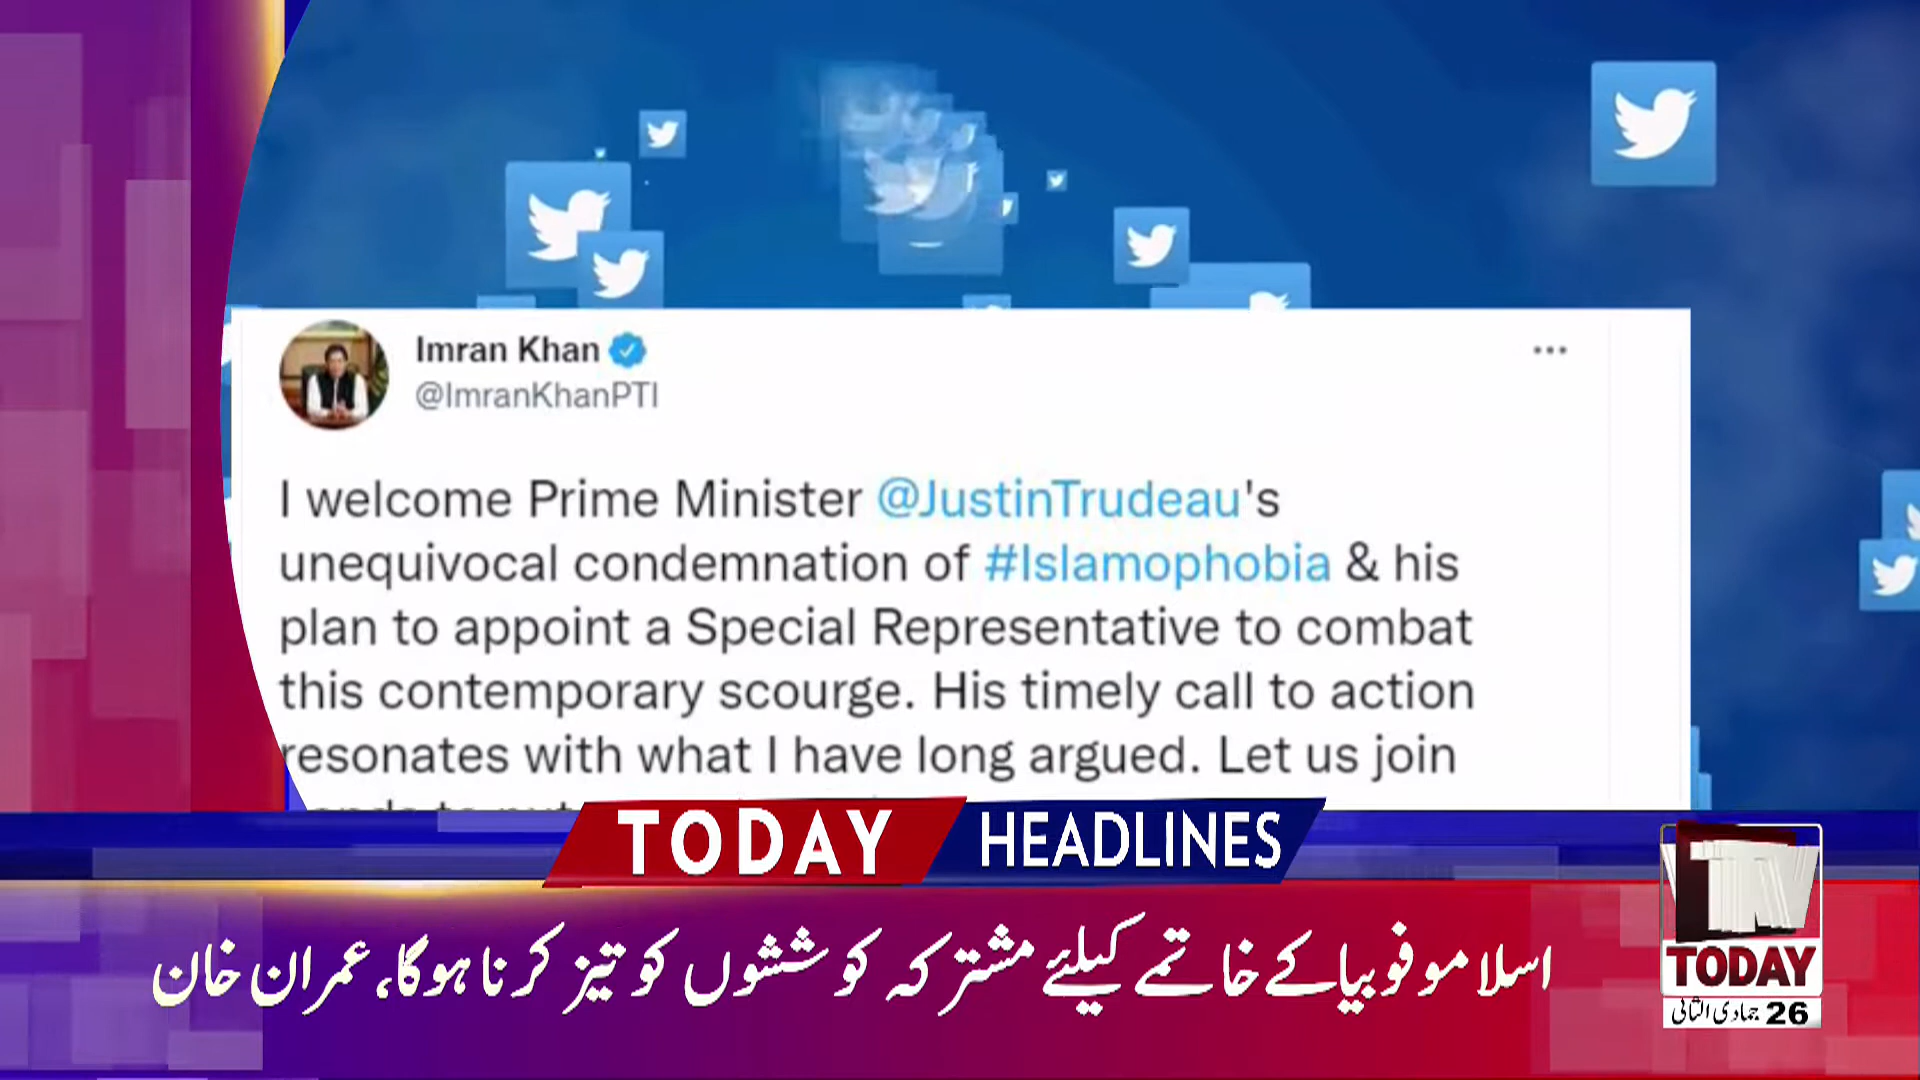 Imran Khan
@ImranKhanPTI
I welcome Prime Minister @JustinTrudeau's
unequivocal condemnation of #Islamophobia & his
plan to appoint a Special Representative to combat
this contemporary scourge. His timely call to action
resonates with what I have long argued. Let us join
TODAY HEADLINES
اسلاموفوبیا کے خاتمے کیلئے مشترکہ کوششوں کو تیز کرنا ہوگا، عمران خان
TODAY
26 جمادی الثانی